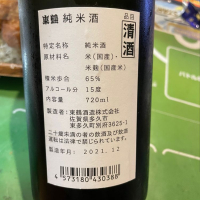 東鶴 純米酒
品目
清酒
特定名称 : 純米酒
原材料名 : 米(国産)・
米麹(国産米)
精米歩合 : 65%
アルコール分 : 15度
内容量 : 720ml
製造者 : 東鶴酒造株式会社
佐賀県多久市
東多久町別府3625-1
二十歳未満の者の飲酒及び飲酒
運転は法律で禁じられています。
製造年月 : 2021.12
4573180430388